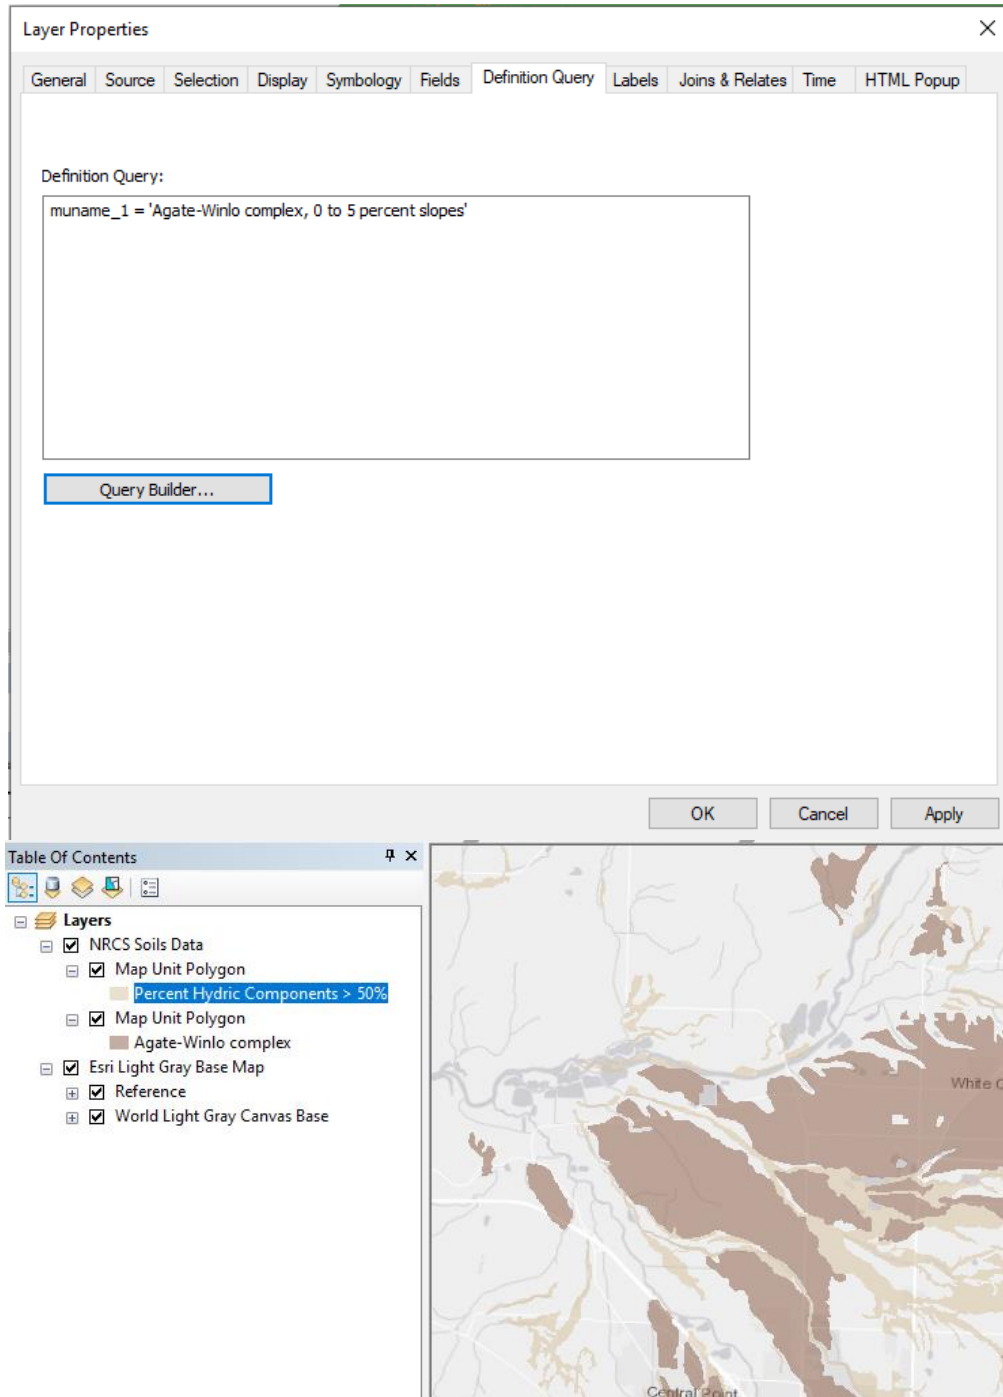 Layer Properties
General Source Selection Display Symbology Fields Definition Query Labels Joins & Relates Time HTML Popup
Definition Query:
muname_1 = 'Agate-Winlo complex, 0 to 5 percent slopes'
Query Builder...
OK Cancel Apply
Table Of Contents
Layers
NRCS Soils Data
Map Unit Polygon
Percent Hydric Components > 50%
Map Unit Polygon
Agate-Winlo complex
Esri Light Gray Base Map
Reference
World Light Gray Canvas Base
White C
Central Point